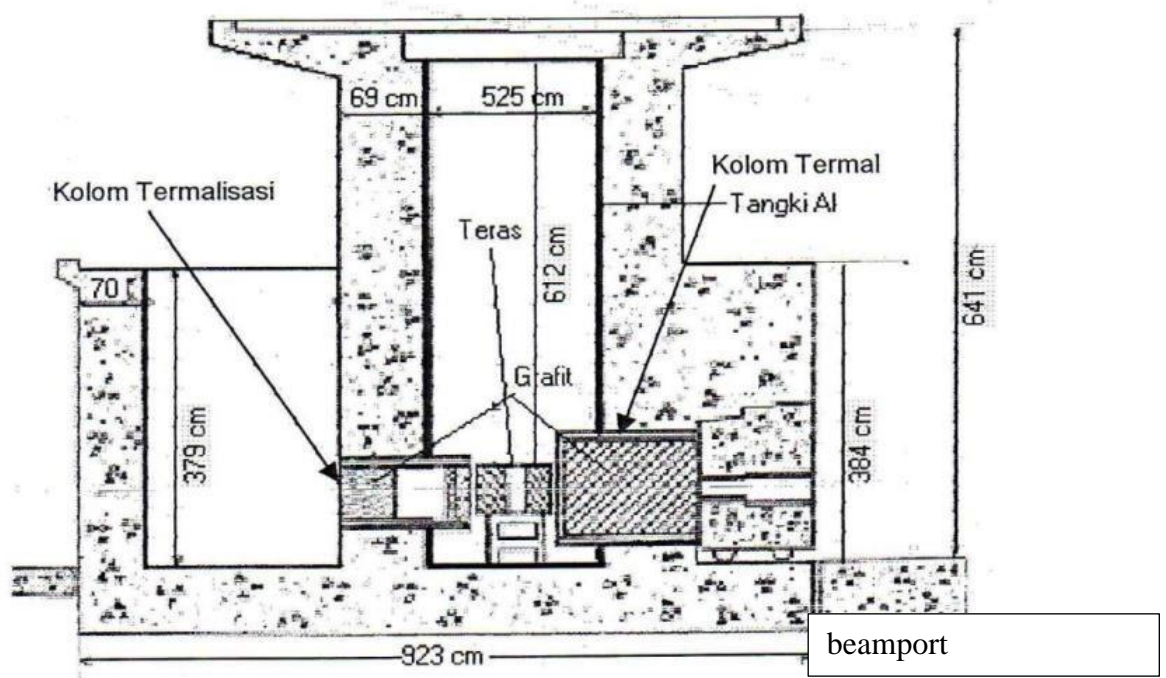 69 cm
525 cm
Kolom Termalisasi
Kolom Termal
Tangki Al
Teras
612 cm
641 cm
70
Grafit
379 cm
384 cm
923 cm
beamport